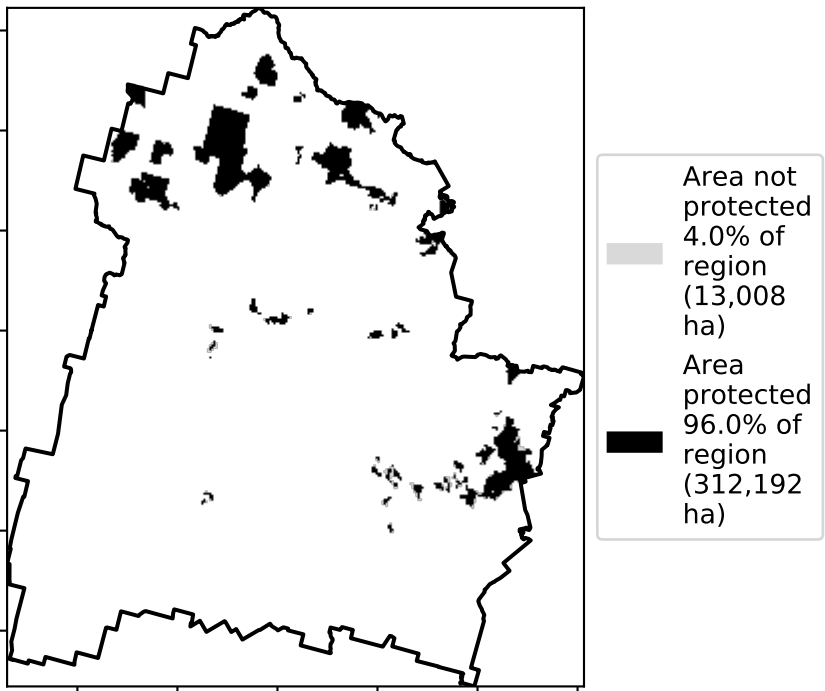 Area not
protected
4.0% of
region
(13,008
ha)
Area
protected
96.0% of
region
(312,192
ha)